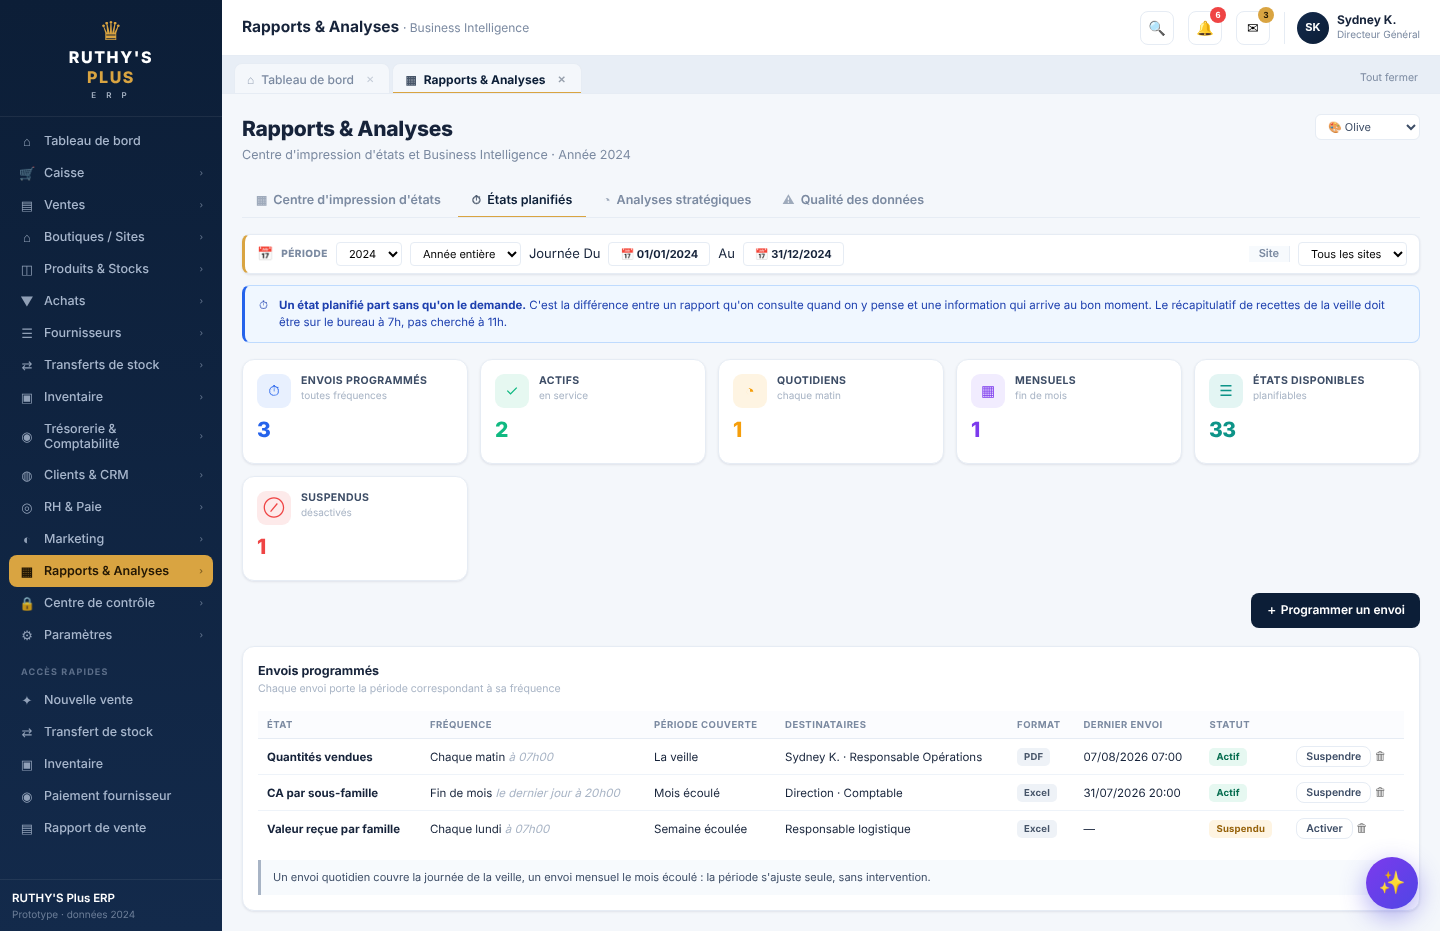 RUTHY'S
PLUS
E R P
Tableau de bord
Caisse
Ventes
Boutiques / Sites
Produits & Stocks
Achats
Fournisseurs
Transferts de stock
Inventaire
Trésorerie &
Comptabilité
Clients & CRM
RH & Paie
Marketing
Rapports & Analyses
Centre de contrôle
Paramètres
ACCÈS RAPIDES
Nouvelle vente
Transfert de stock
Inventaire
Paiement fournisseur
Rapport de vente
RUTHY'S Plus ERP
Prototype · données 2024
Rapports & Analyses · Business Intelligence
6
3
SK
Sydney K.
Directeur Général
Tableau de bord ×
Rapports & Analyses ×
Tout fermer
Rapports & Analyses
Centre d'impression d'états et Business Intelligence · Année 2024
Olive
Centre d'impression d'états
États planifiés
Analyses stratégiques
Qualité des données
PÉRIODE 2024 Année entière Journée Du 01/01/2024 Au 31/12/2024 Site Tous les sites
Un état planifié part sans qu'on le demande. C'est la différence entre un rapport qu'on consulte quand on y pense et une information qui arrive au bon moment. Le récapitulatif de recettes de la veille doit
être sur le bureau à 7h, pas cherché à 11h.
ENVOIS PROGRAMMÉS
toutes fréquences
3
ACTIFS
en service
2
QUOTIDIENS
chaque matin
1
MENSUELS
fin de mois
1
ÉTATS DISPONIBLES
planifiables
33
SUSPENDUS
désactivés
1
+ Programmer un envoi
Envois programmés
Chaque envoi porte la période correspondant à sa fréquence
ÉTAT FRÉQUENCE PÉRIODE COUVERTE DESTINATAIRES FORMAT DERNIER ENVOI STATUT
Quantités vendues Chaque matin à 07h00 La veille Sydney K. · Responsable Opérations PDF 07/08/2026 07:00 Actif Suspendre
CA par sous-famille Fin de mois le dernier jour à 20h00 Mois écoulé Direction · Comptable Excel 31/07/2026 20:00 Actif Suspendre
Valeur reçue par famille Chaque lundi à 07h00 Semaine écoulée Responsable logistique Excel — Suspendu Activer
Un envoi quotidien couvre la journée de la veille, un envoi mensuel le mois écoulé : la période s'ajuste seule, sans intervention.